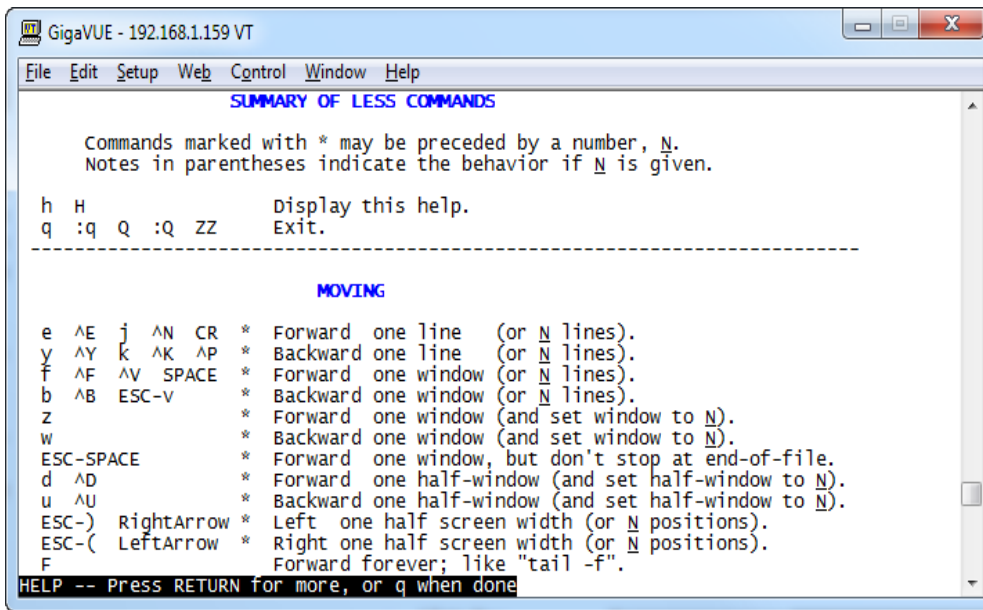 GigaVUE - 192.168.1.159 VT
File Edit Setup Web Control Window Help
SUMMARY OF LESS COMMANDS
Commands marked with * may be preceded by a number, N.
Notes in parentheses indicate the behavior if N is given.
h H Display this help.
q :q Q :Q ZZ Exit.
---------------------------------------------------------------------------
MOVING
e ^E j ^N CR * Forward one line (or N lines).
y ^Y k ^K ^P * Backward one line (or N lines).
f ^F ^V SPACE * Forward one window (or N lines).
b ^B ESC-v * Backward one window (or N lines).
z * Forward one window (and set window to N).
w * Backward one window (and set window to N).
ESC-SPACE * Forward one window, but don't stop at end-of-file.
d ^D * Forward one half-window (and set half-window to N).
u ^U * Backward one half-window (and set half-window to N).
ESC-) RightArrow * Left one half screen width (or N positions).
ESC-( LeftArrow * Right one half screen width (or N positions).
F Forward forever; like "tail -f".
HELP -- Press RETURN for more, or q when done